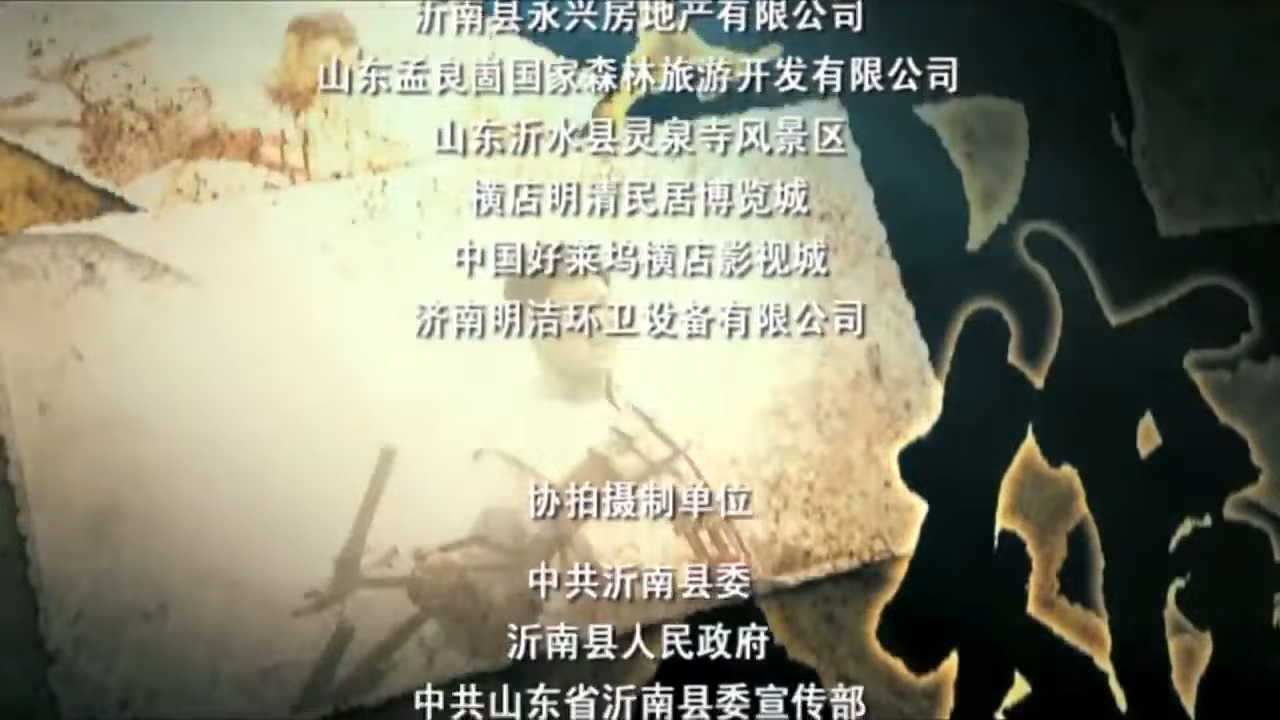 沂南县永兴房地产有限公司
山东孟良崮国家森林旅游开发有限公司
山东沂水县灵泉寺风景区
横店明清民居博览城
中国好莱坞横店影视城
济南明洁环卫设备有限公司
协拍摄制单位
中共沂南县委
沂南县人民政府
中共山东省沂南县委宣传部